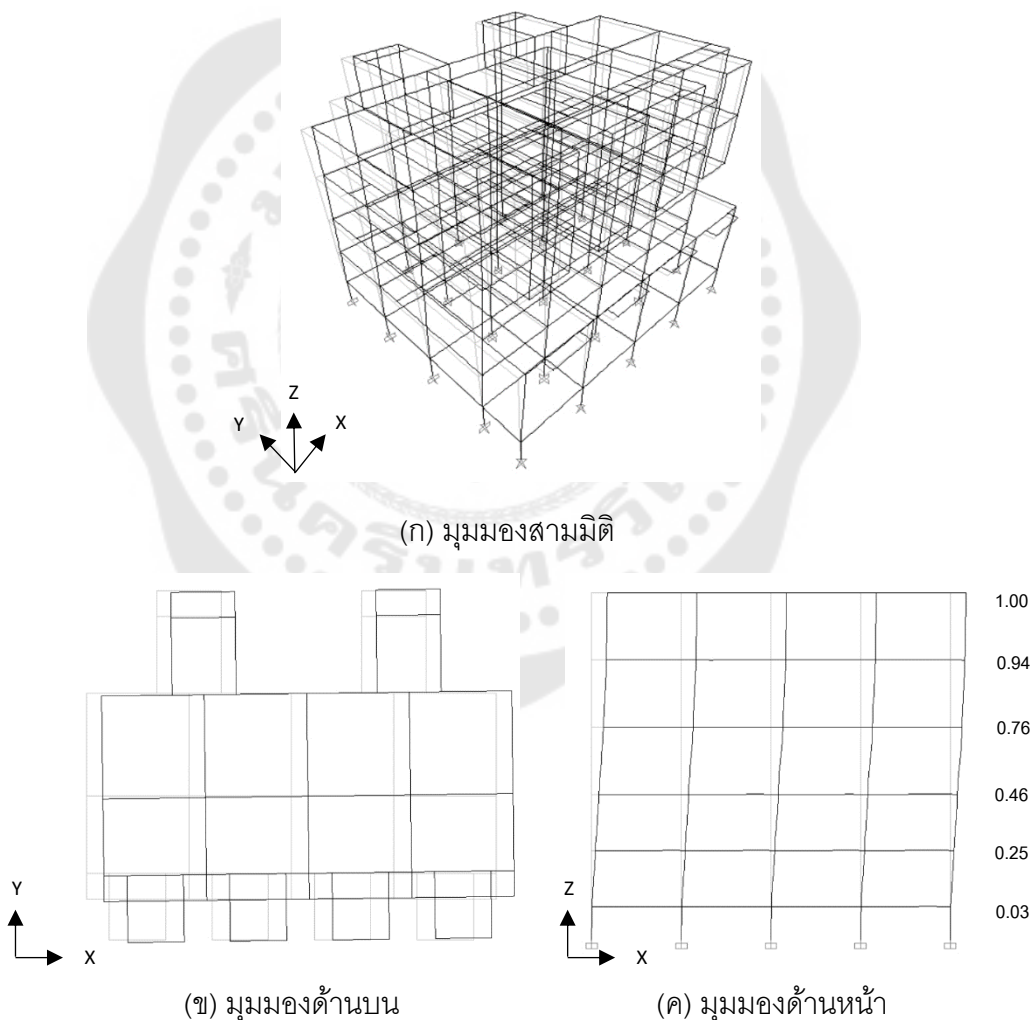 Z
Y
X
(ก) มุมมองสามมิติ
1.00
0.94
0.76
0.46
0.25
0.03
Y
X
Z
X
(ข) มุมมองด้านบน
(ค) มุมมองด้านหน้า